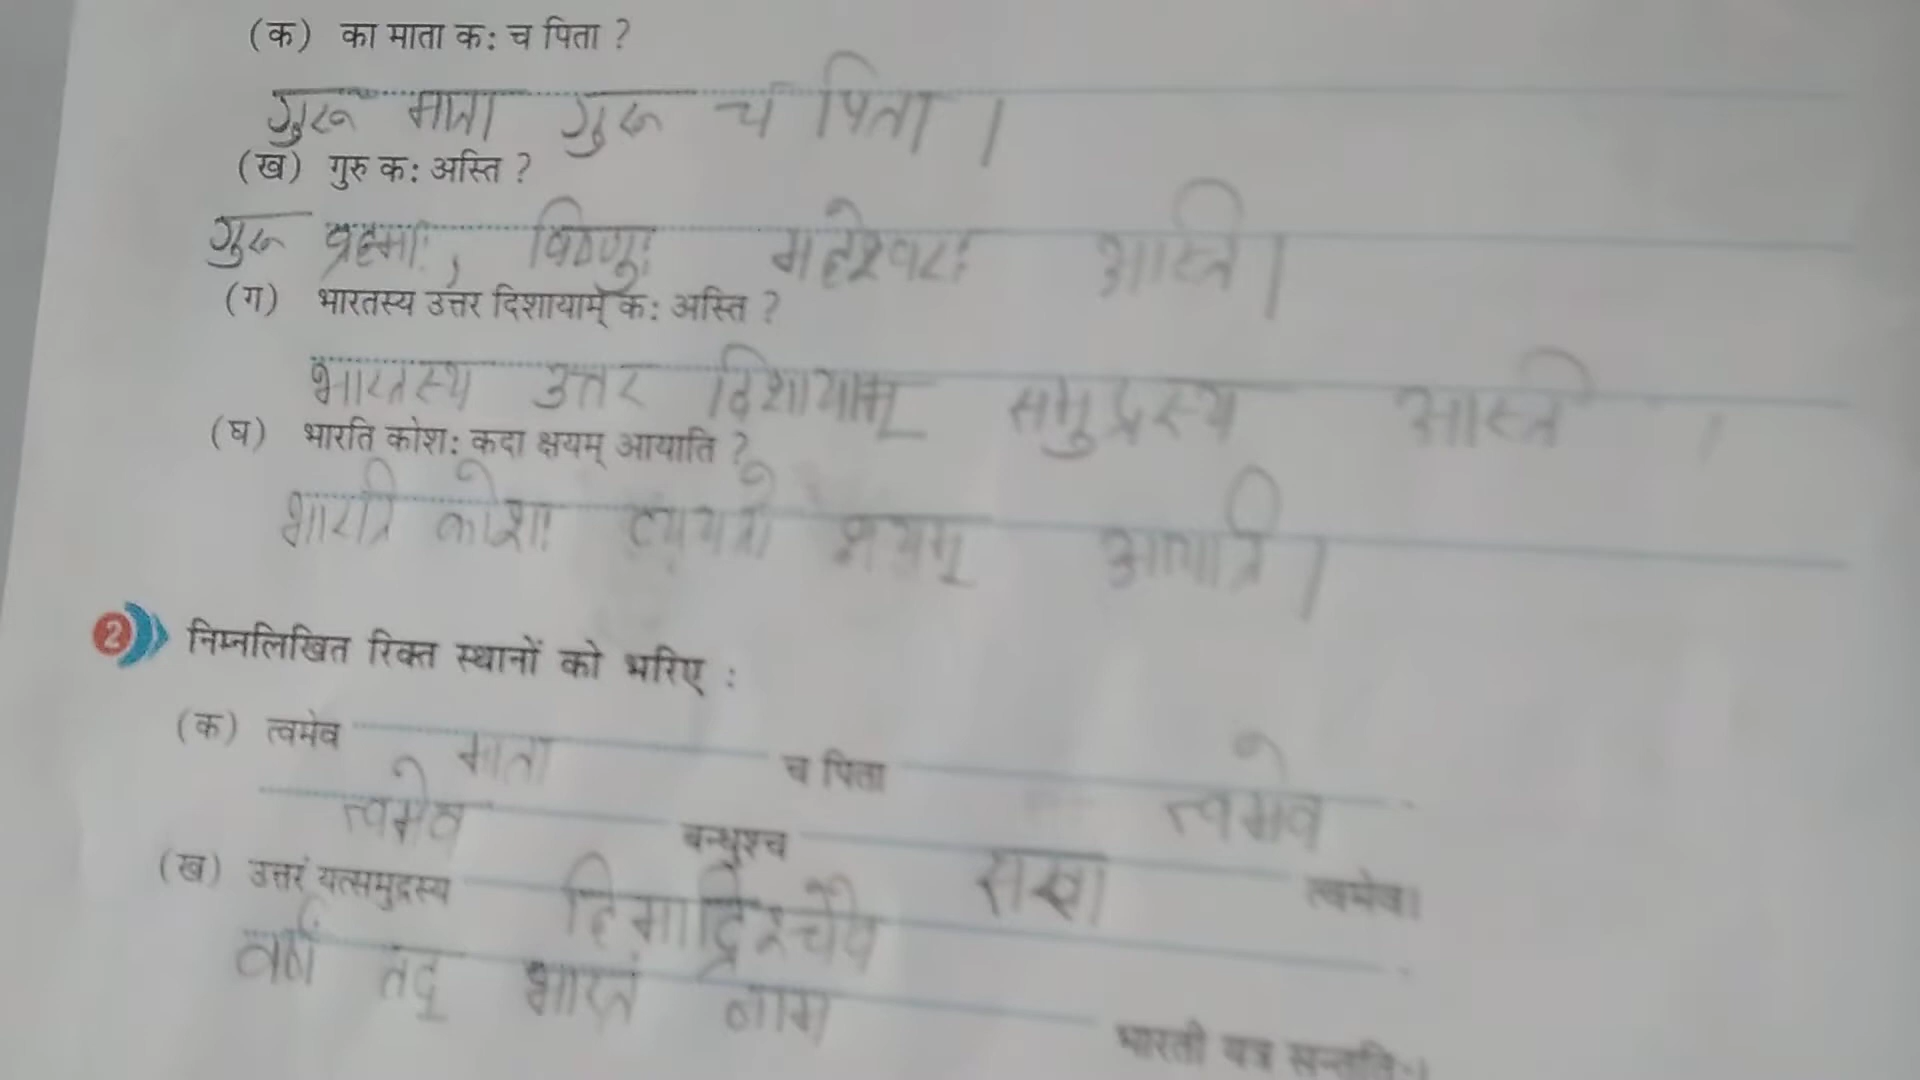 (क) का माता कः च पिता ?
गुरू माता गुरू च पिता ।
(ख) गुरु कः अस्ति ?
गुरू ब्रह्माः, विष्णुः महेश्वरः अस्ति।
(ग) भारतस्य उत्तर दिशायाम् कः अस्ति ?
भारतस्य उत्तर दिशायाम् समुद्रस्य अस्ति ।
(घ) भारति कोशः कदा क्षयम् आयाति ?
भारति कोशः क्षयम् आयाति।
2 निम्नलिखित रिक्त स्थानों को भरिए :
(क) त्वमेव माता च पिता त्वमेव
त्वमेव बन्धुश्च सखा त्वमेव।
(ख) उत्तरं यत्समुद्रस्य हिमाद्रेश्चैव
वर्षं तद् भारतं नाम भारती यत्र सन्ततिः।